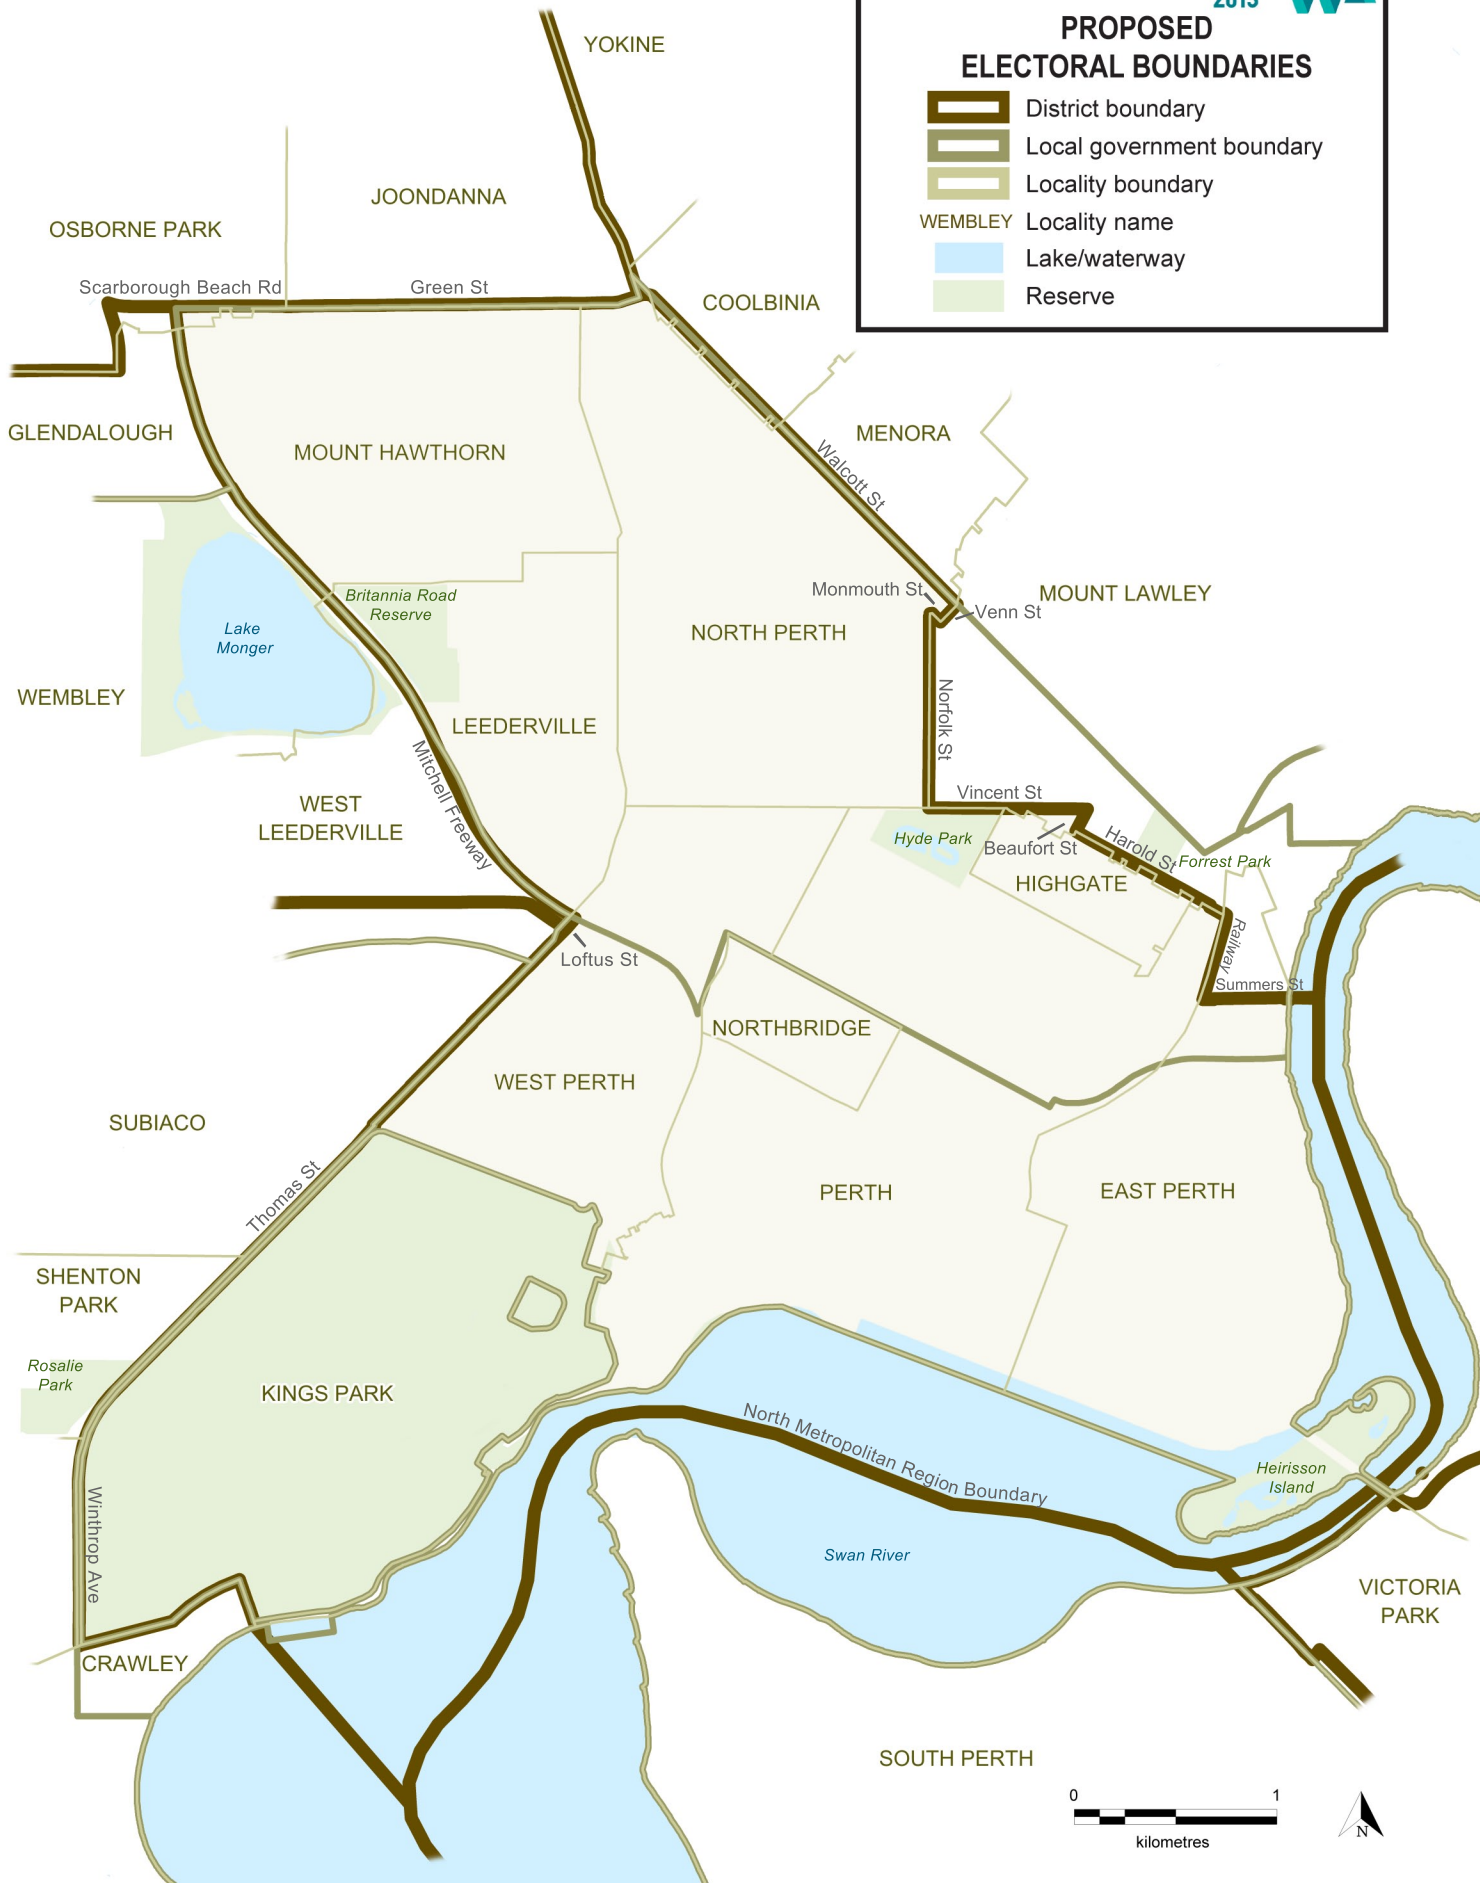 2015
PROPOSED
ELECTORAL BOUNDARIES
District boundary
Local government boundary
Locality boundary
WEMBLEY Locality name
Lake/waterway
Reserve
YOKINE
JOONDANNA
OSBORNE PARK
Scarborough Beach Rd
Green St
COOLBINIA
GLENDALOUGH
MOUNT HAWTHORN
MENORA
Walcott St
Monmouth St
Venn St
MOUNT LAWLEY
Britannia Road
Reserve
Lake
Monger
NORTH PERTH
WEMBLEY
LEEDERVILLE
Norfolk St
Mitchell Freeway
WEST
LEEDERVILLE
Vincent St
Hyde Park
Beaufort St
Harold St
Forrest Park
HIGHGATE
Railway
Loftus St
Summers St
NORTHBRIDGE
WEST PERTH
SUBIACO
Thomas St
PERTH
EAST PERTH
SHENTON
PARK
Rosalie
Park
KINGS PARK
North Metropolitan Region Boundary
Heirisson
Island
Winthrop Ave
Swan River
VICTORIA
PARK
CRAWLEY
SOUTH PERTH
0 1
kilometres
N